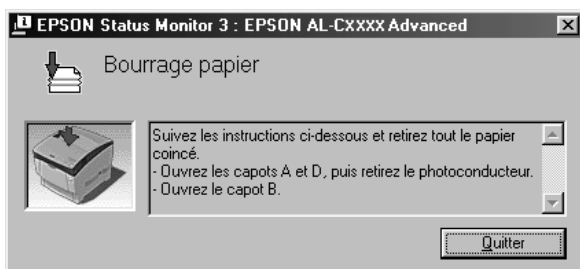 EPSON Status Monitor 3 : EPSON AL-CXXXX Advanced
Bourrage papier
Suivez les instructions ci-dessous et retirez tout le papier
coincé.
- Ouvrez les capots A et D, puis retirez le photoconducteur.
- Ouvrez le capot B.
Quitter